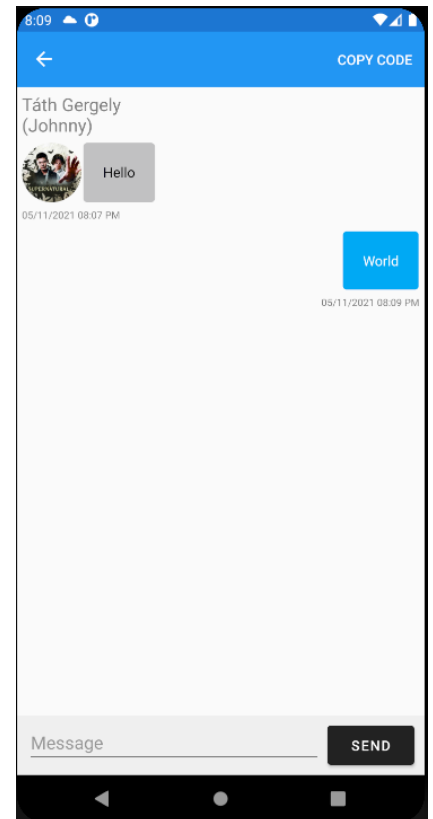 8:09
COPY CODE
Táth Gergely
(Johnny)
SUPERNATURAL
Hello
05/11/2021 08:07 PM
World
05/11/2021 08:09 PM
Message
SEND